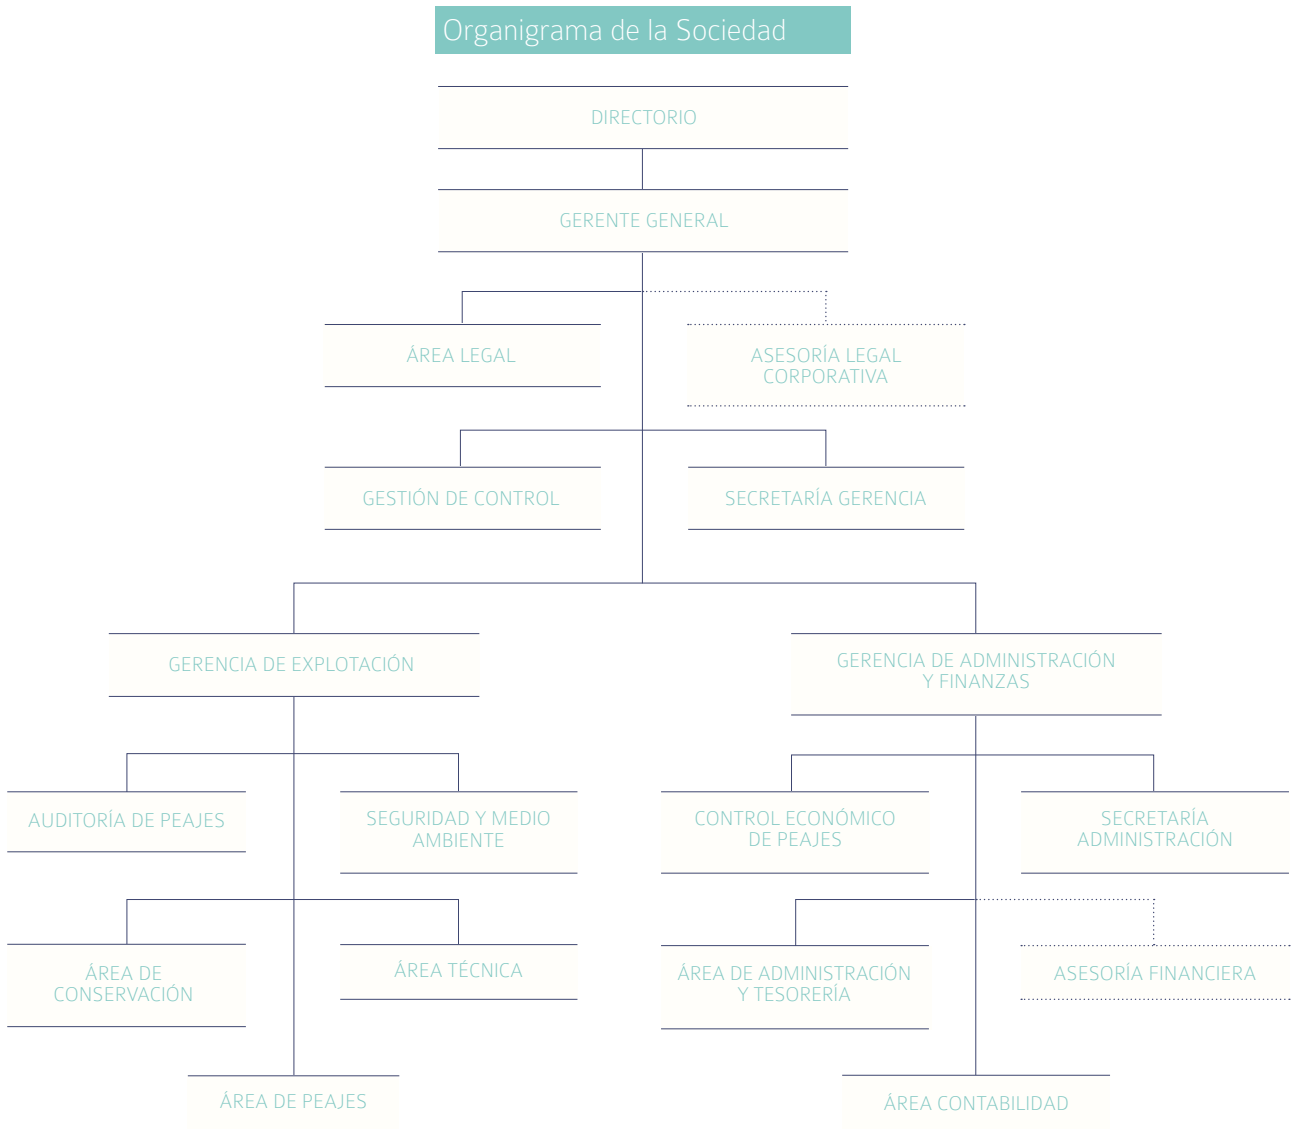 Organigrama de la Sociedad
DIRECTORIO
GERENTE GENERAL
ÁREA LEGAL
ASESORÍA LEGAL
CORPORATIVA
GESTIÓN DE CONTROL
SECRETARÍA GERENCIA
GERENCIA DE EXPLOTACIÓN
GERENCIA DE ADMINISTRACIÓN
Y FINANZAS
AUDITORÍA DE PEAJES
SEGURIDAD Y MEDIO
AMBIENTE
CONTROL ECONÓMICO
DE PEAJES
SECRETARÍA
ADMINISTRACIÓN
ÁREA DE
CONSERVACIÓN
ÁREA TÉCNICA
ÁREA DE ADMINISTRACIÓN
Y TESORERÍA
ASESORÍA FINANCIERA
ÁREA DE PEAJES
ÁREA CONTABILIDAD